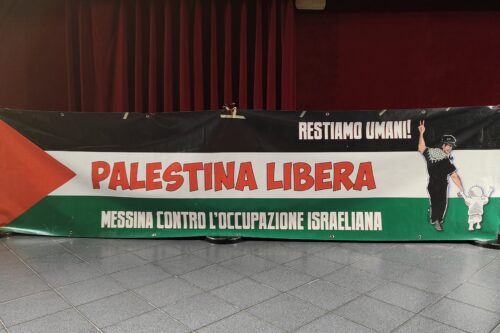 RESTIAMO UMANI!
PALESTINA LIBERA
MESSINA CONTRO L'OCCUPAZIONE ISRAELIANA